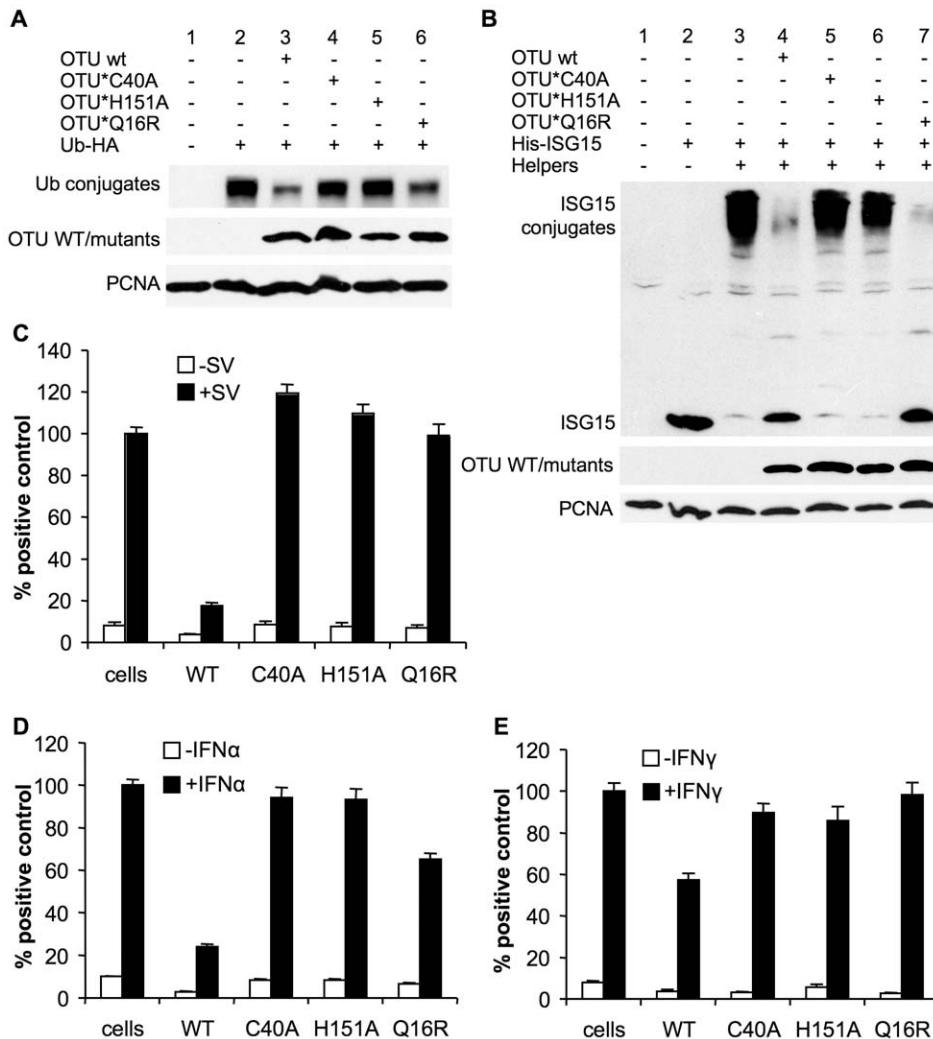 A
1 2 3 4 5 6
OTU wt - - + - - -
OTU*C40A - - - + - -
OTU*H151A - - - - + -
OTU*Q16R - - - - - +
Ub-HA - + + + + +
Ub conjugates
OTU WT/mutants
PCNA
B
1 2 3 4 5 6 7
OTU wt - - - + - - -
OTU*C40A - - - - + - -
OTU*H151A - - - - - + -
OTU*Q16R - - - - - - +
His-ISG15 - + + + + + +
Helpers - - + + + + +
ISG15
conjugates
ISG15
OTU WT/mutants
PCNA
C
% positive control
140
120
100
80
60
40
20
0
-SV
+SV
cells WT C40A H151A Q16R
D
% positive control
120
100
80
60
40
20
0
-IFNα
+IFNα
cells WT C40A H151A Q16R
E
% positive control
120
100
80
60
40
20
0
-IFNγ
+IFNγ
cells WT C40A H151A Q16R